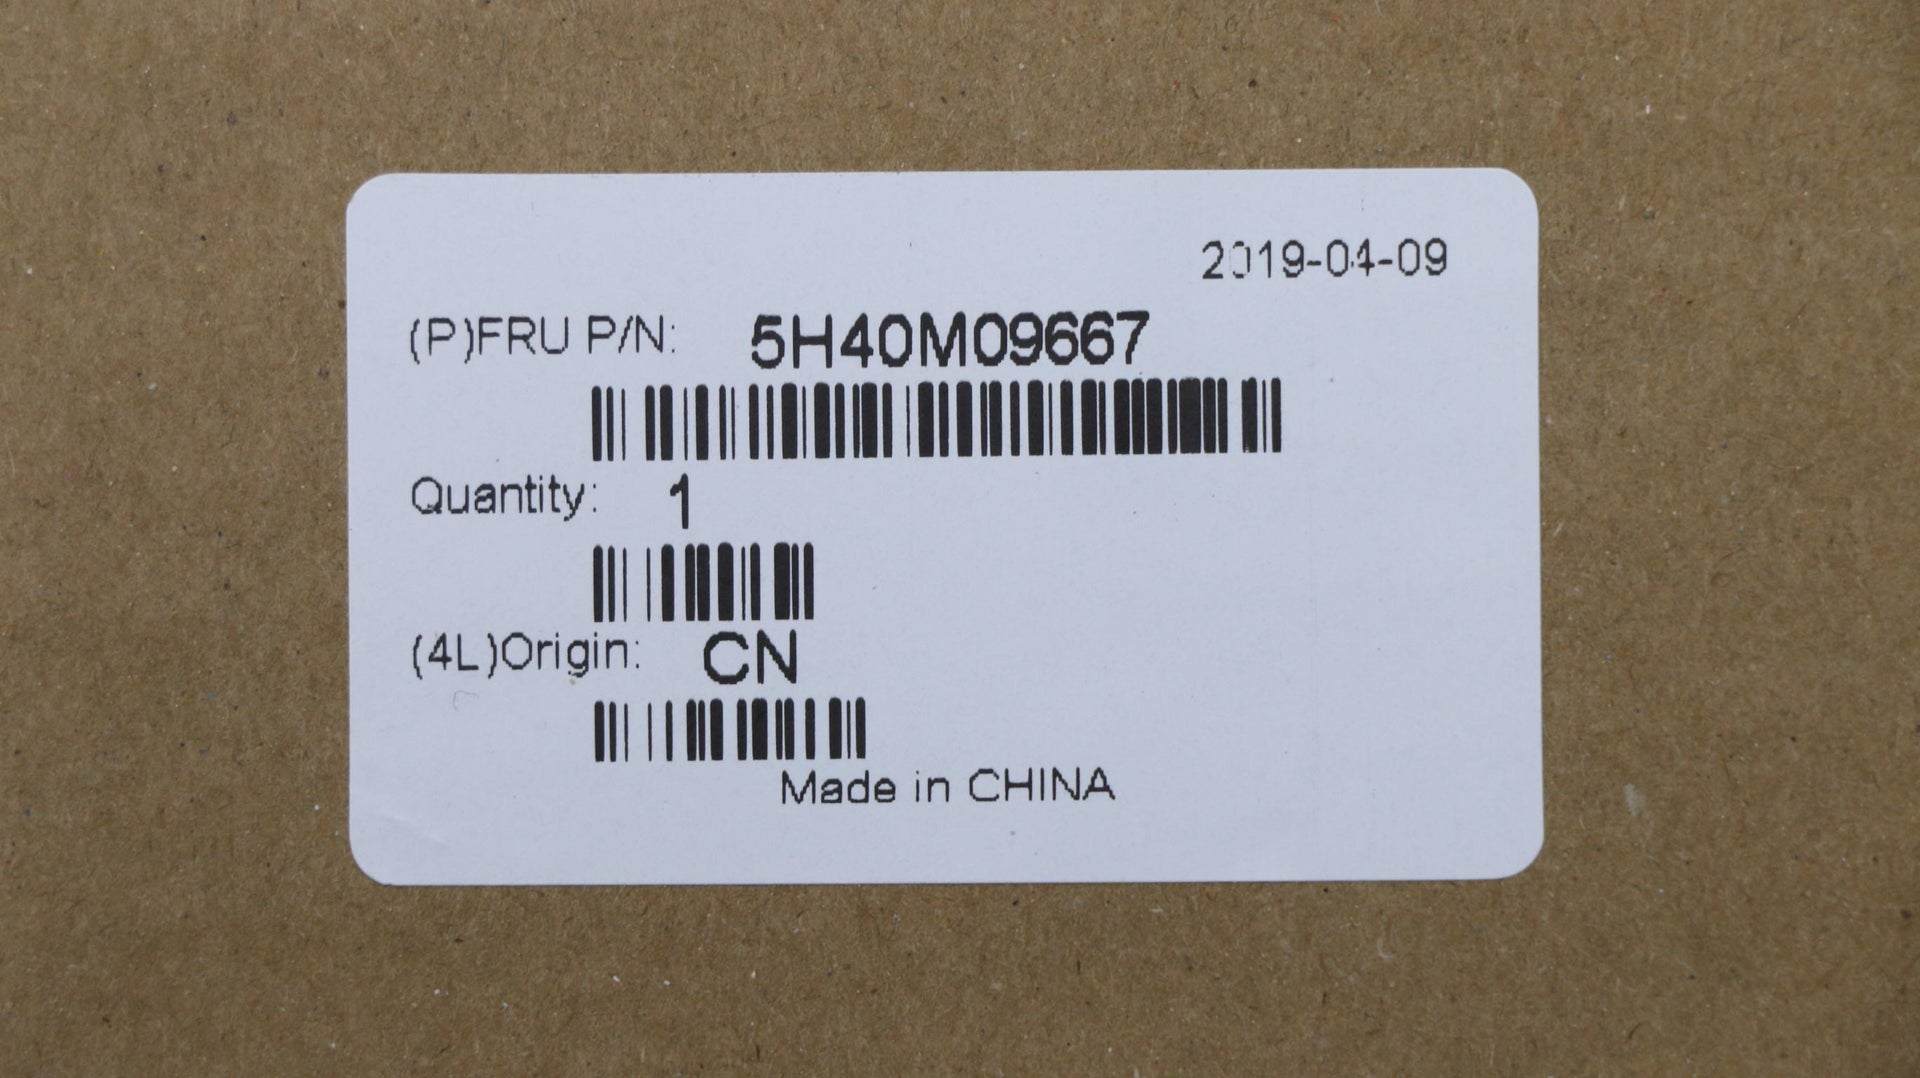 2019-04-09
(P)FRU P/N: 5H40M09667
Quantity: 1
(4L)Origin: CN
Made in CHINA